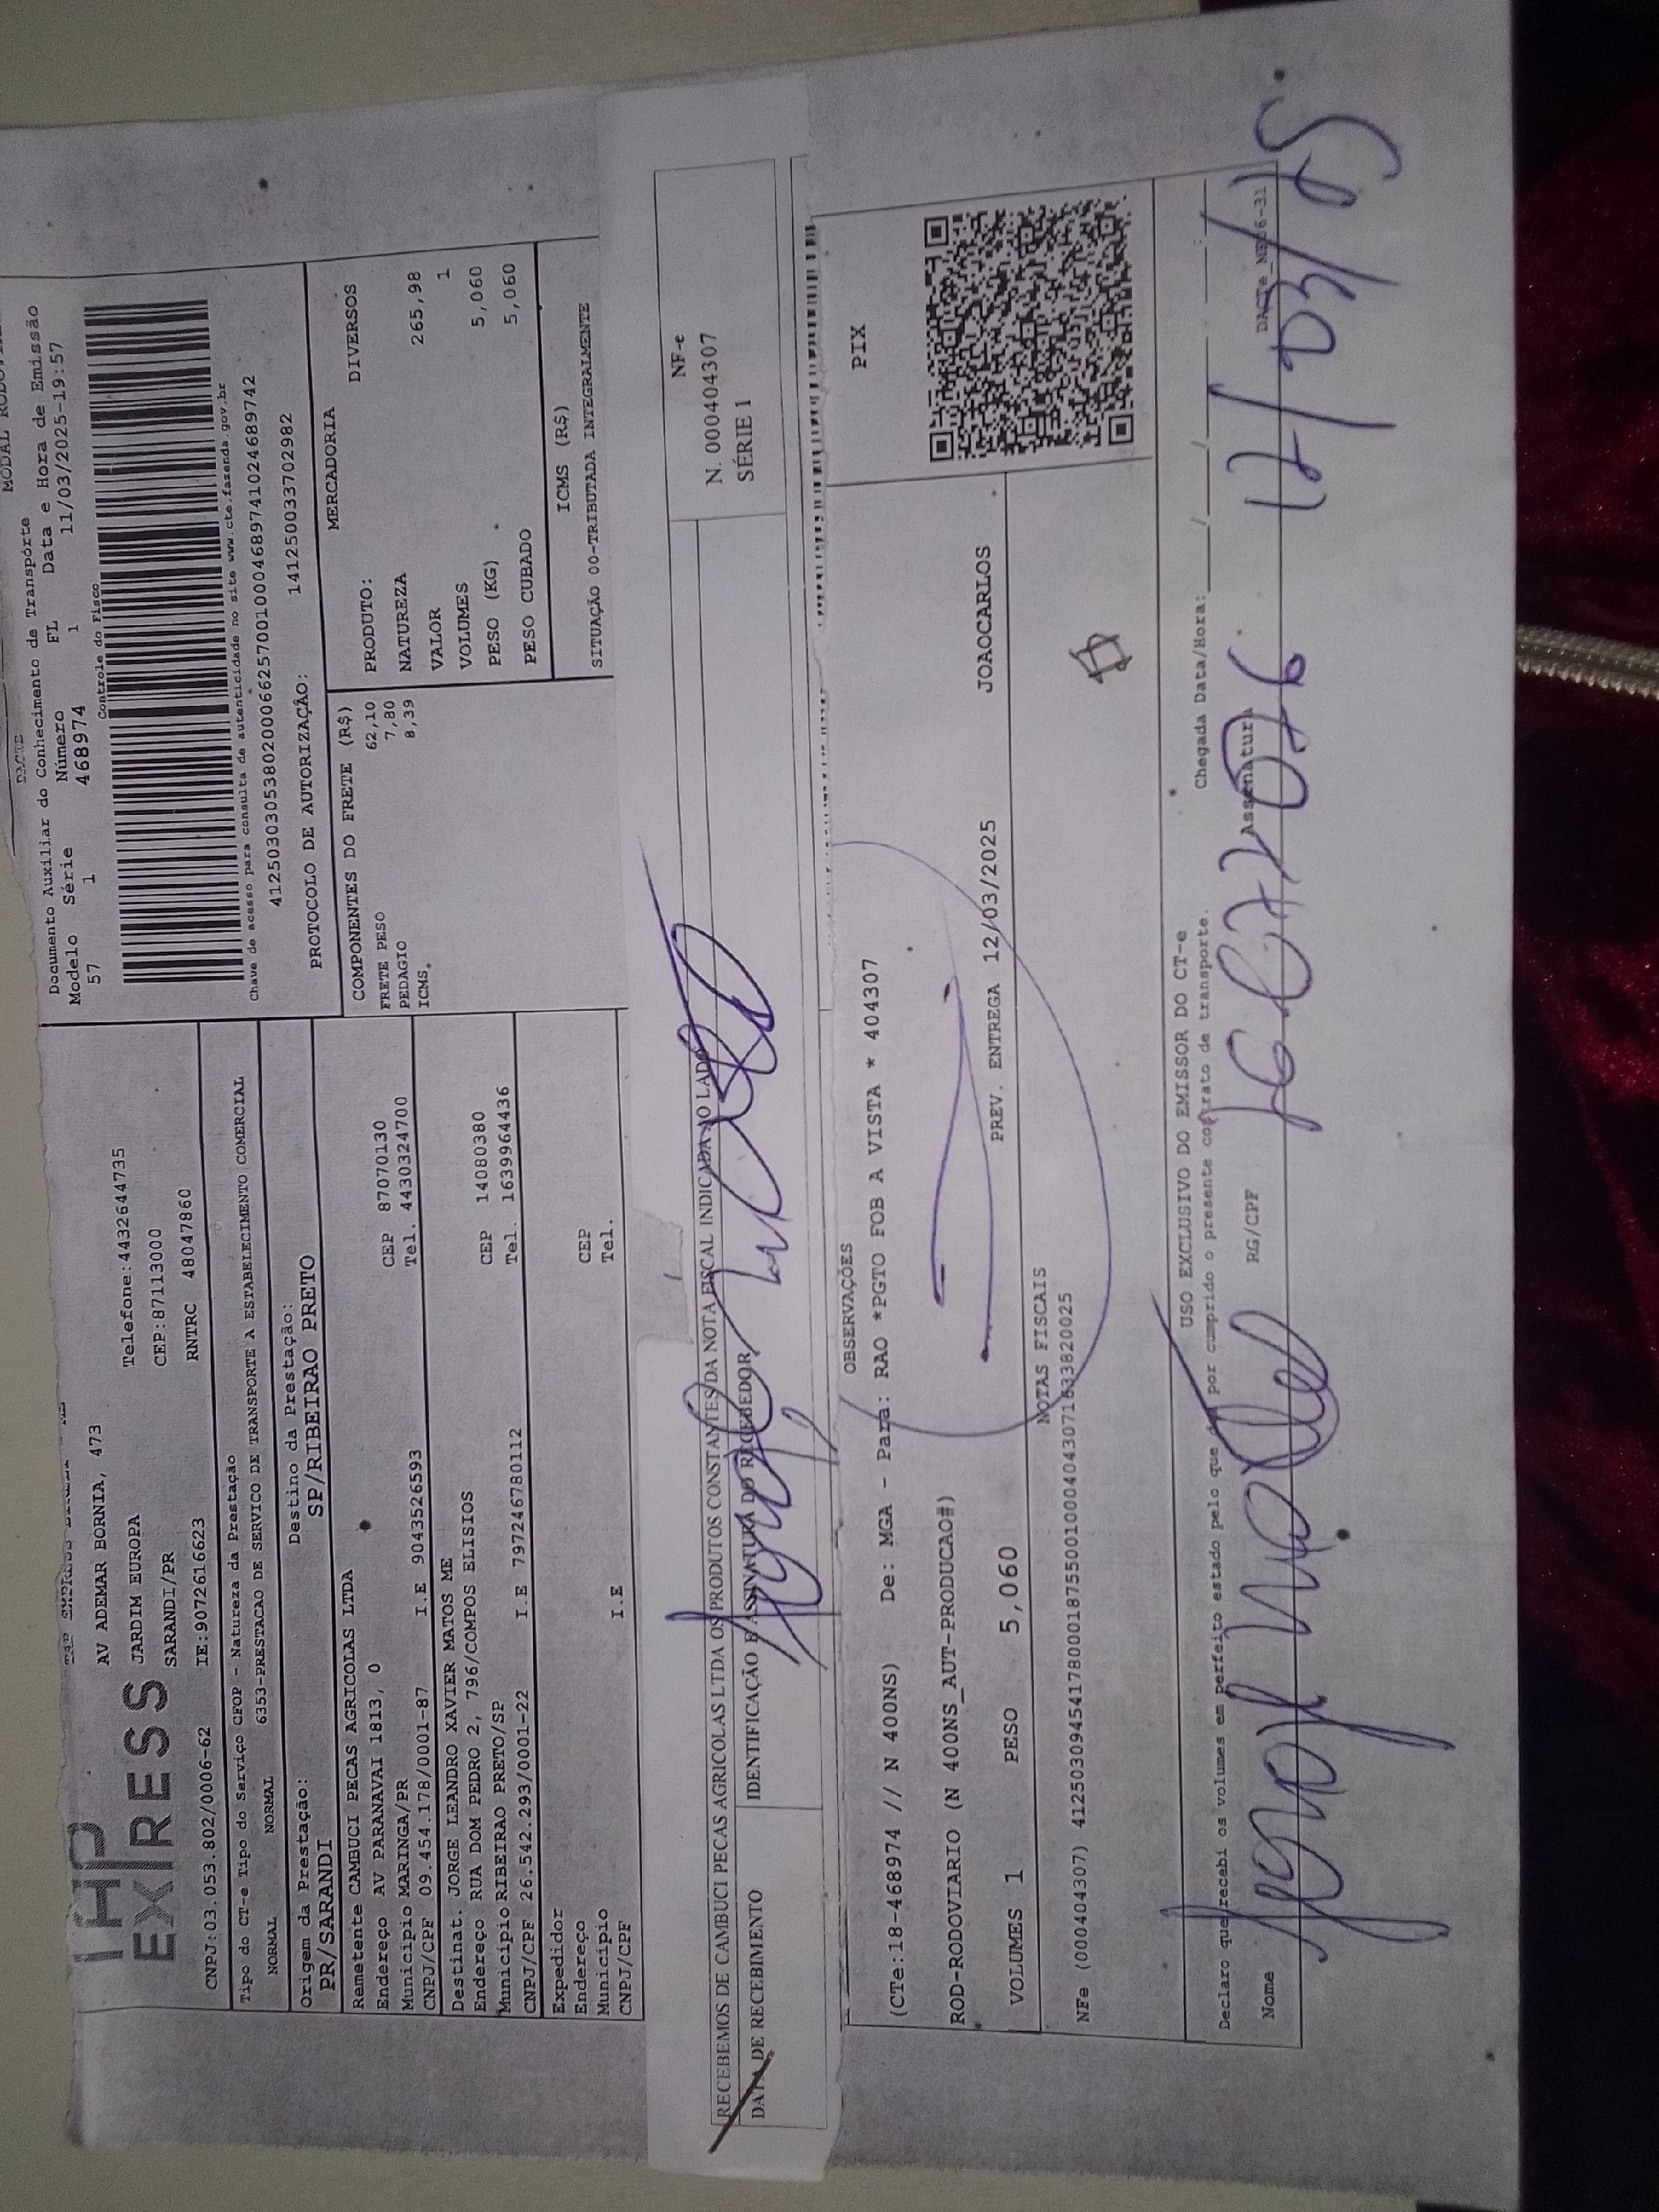 DACTE
Documento Auxiliar do Conhecimento de Transporte
Modelo Série Número FL Data e Hora de Emissão
57 1 468974 1 11/03/2025-19:57
Controle do Fisco
Chave de acesso para consulta de autenticidade no site www.cte.fazenda.gov.br
41250303053802000662570010004689741024689742
PROTOCOLO DE AUTORIZAÇÃO: 141250033702982
LHP
EXPRESS
AV ADEMAR BORNIA, 473
JARDIM EUROPA Telefone:4432644735
SARANDI/PR CEP:87113000
CNPJ:03.053.802/0006-62 IE:9072616623 RNTRC 48047860
Tipo do CT-e Tipo do Serviço CFOP - Natureza da Prestação
NORMAL NORMAL 6353-PRESTACAO DE SERVICO DE TRANSPORTE A ESTABELECIMENTO COMERCIAL
Origem da Prestação: Destino da Prestação:
PR/SARANDI SP/RIBEIRAO PRETO
Remetente CAMBUCI PECAS AGRICOLAS LTDA
Endereço AV PARANAVAI 1813, 0 CEP 87070130
Município MARINGA/PR Tel. 4430324700
CNPJ/CPF 09.454.178/0001-87 I.E 9043526593
Destinat. JORGE LEANDRO XAVIER MATOS ME
Endereço RUA DOM PEDRO 2, 796/COMPOS ELISIOS CEP 14080380
Município RIBEIRAO PRETO/SP Tel. 1639964436
CNPJ/CPF 26.542.293/0001-22 I.E 797246780112
Expedidor
Endereço CEP
Município Tel.
CNPJ/CPF I.E
COMPONENTES DO FRETE (R$)
FRETE PESO 62,10
PEDAGIO 7,80
ICMS. 8,39
MERCADORIA
PRODUTO: DIVERSOS
NATUREZA
VALOR 265,98
VOLUMES 1
PESO (KG) 5,060
PESO CUBADO 5,060
ICMS (R$)
SITUAÇÃO 00-TRIBUTADA INTEGRALMENTE
RECEBEMOS DE CAMBUCI PECAS AGRICOLAS LTDA OS PRODUTOS CONSTANTES DA NOTA FISCAL INDICADA AO LADO
DATA DE RECEBIMENTO IDENTIFICAÇÃO E ASSINATURA DO RECEBEDOR
NF-e
N. 000404307
SÉRIE 1
OBSERVAÇÕES
(CTe:18-468974 // N 400NS) De: MGA - Para: RAO *PGTO FOB A VISTA * 404307
ROD-RODOVIARIO (N 400NS_AUT-PRODUCAO#)
VOLUMES 1 PESO 5,060 PREV. ENTREGA 12/03/2025 JOAOCARLOS
PIX
NOTAS FISCAIS
NFe (000404307) 41250309454178000187550010004043071633820025
USO EXCLUSIVO DO EMISSOR DO CT-e
Declaro que recebi os volumes em perfeito estado pelo que por cumprido o presente contrato de transporte. Chegada Data/Hora:___/___/___ ___:___
Nome RG/CPF Assinatura